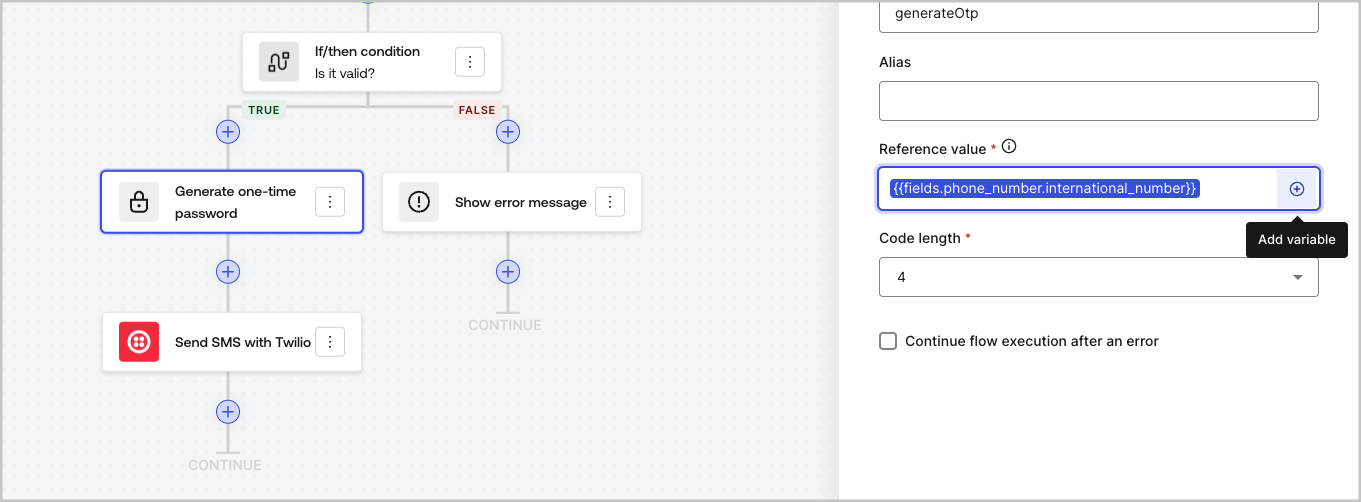 If/then condition
Is it valid?
TRUE
FALSE
Generate one-time
password
Show error message
Send SMS with Twilio
CONTINUE
CONTINUE
generateOtp
Alias
Reference value *
{{fields.phone_number.international_number}}
Add variable
Code length *
4
Continue flow execution after an error